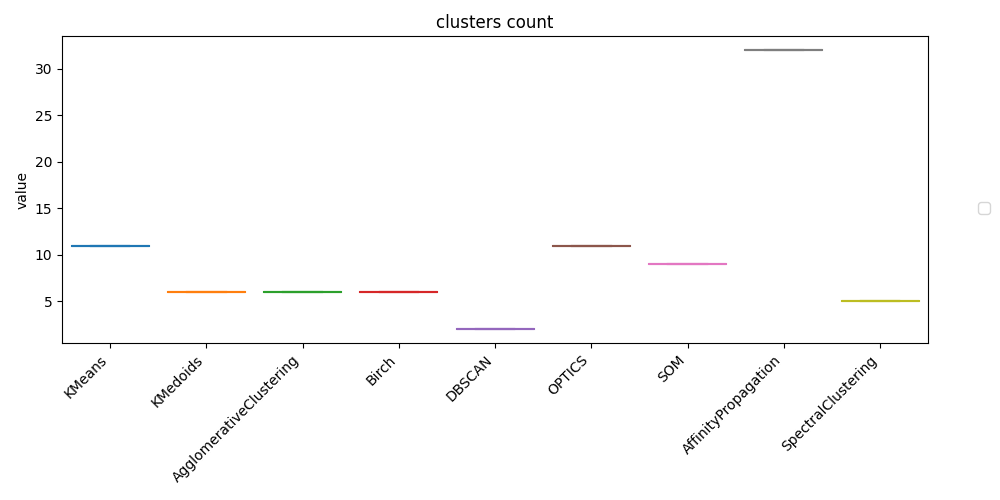 clusters count
value
30
25
20
15
10
5
KMeans
KMedoids
AgglomerativeClustering
Birch
DBSCAN
OPTICS
SOM
AffinityPropagation
SpectralClustering